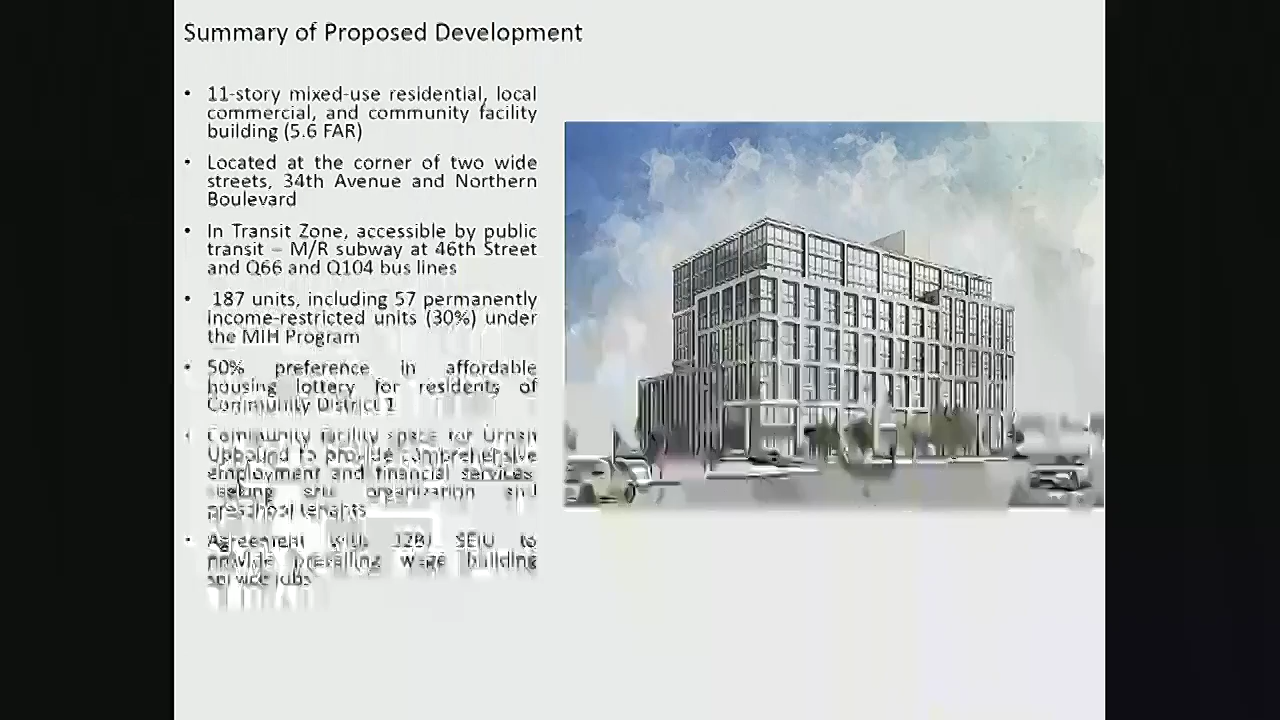 Summary of Proposed Development
• 11-story mixed-use residential, local
commercial, and community facility
building (5.6 FAR)
• Located at the corner of two wide
streets, 34th Avenue and Northern
Boulevard
• In Transit Zone, accessible by public
transit – M/R subway at 46th Street
and Q66 and Q104 bus lines
• 187 units, including 57 permanently
income-restricted units (30%) under
the MIH Program
• 50% preference in affordable
housing lottery for residents of
Community District 1
• Community facility space for Urban
Upbound to provide comprehensive
employment and financial services,
seeking arts organization and
preschool tenants
• Agreement with 32BJ SEIU to
provide prevailing wage building
service jobs